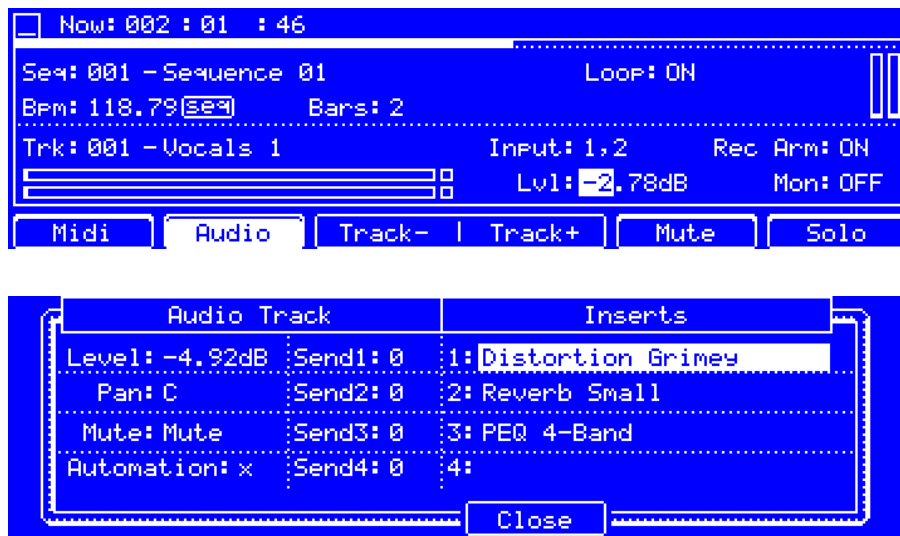 Now: 002 : 01 : 46
Seq: 001 - Sequence 01 Loop: ON
Bpm: 118.79 seq Bars: 2
Trk: 001 - Vocals 1 Input: 1,2 Rec Arm: ON
Lvl: -2.78dB Mon: OFF
Midi Audio Track- | Track+ Mute Solo
Audio Track Inserts
Level: -4.92dB Send1: 0 1: Distortion Grimey
Pan: C Send2: 0 2: Reverb Small
Mute: Mute Send3: 0 3: PEQ 4-Band
Automation: x Send4: 0 4:
Close